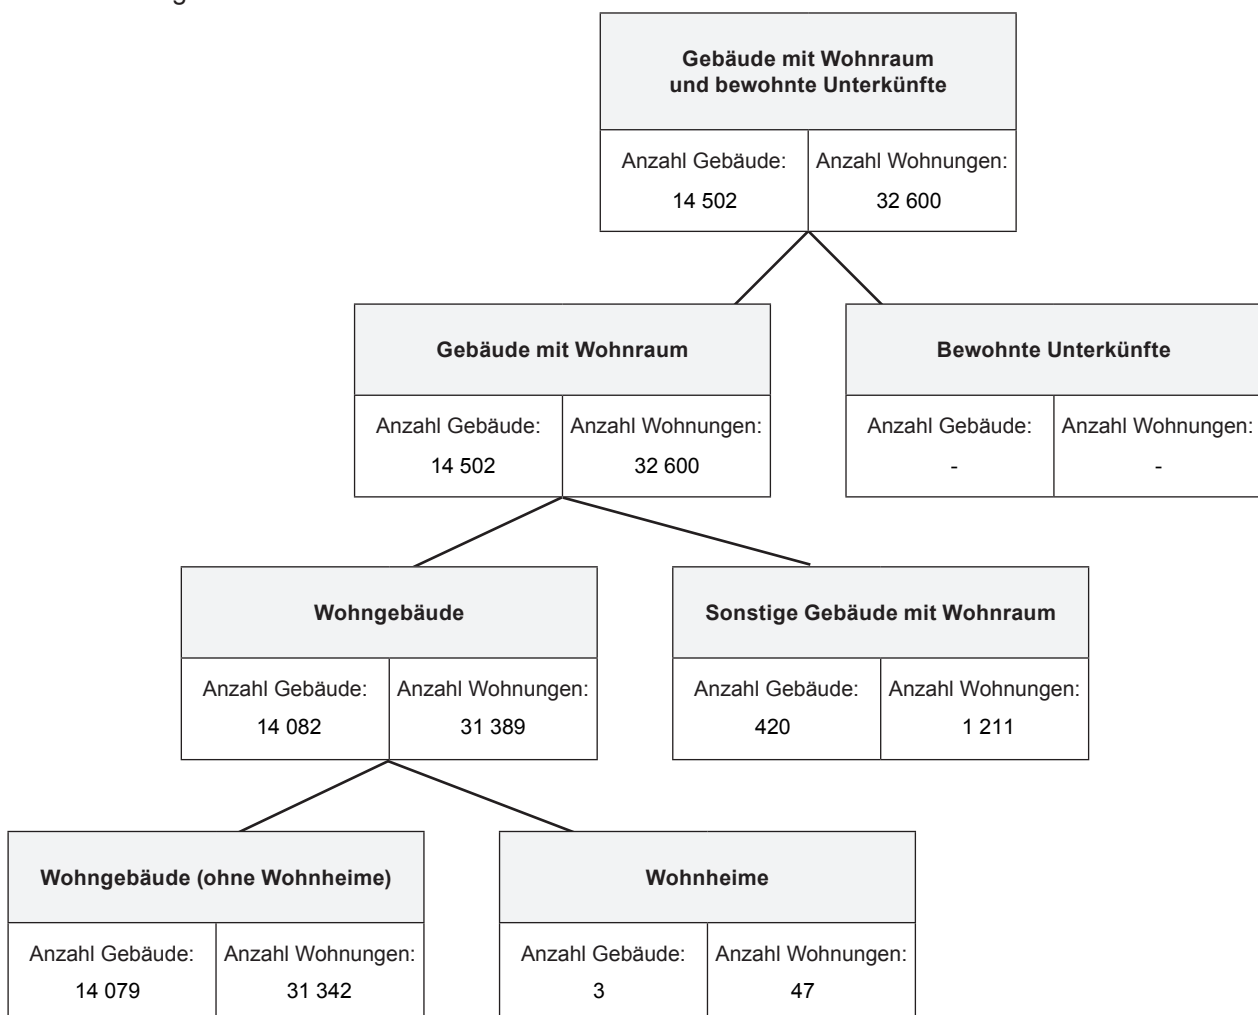 Gebäude mit Wohnraum
und bewohnte Unterkünfte
Anzahl Gebäude: Anzahl Wohnungen:
14 502 32 600
Gebäude mit Wohnraum
Anzahl Gebäude: Anzahl Wohnungen:
14 502 32 600
Bewohnte Unterkünfte
Anzahl Gebäude: Anzahl Wohnungen:
- -
Wohngebäude
Anzahl Gebäude: Anzahl Wohnungen:
14 082 31 389
Sonstige Gebäude mit Wohnraum
Anzahl Gebäude: Anzahl Wohnungen:
420 1 211
Wohngebäude (ohne Wohnheime)
Anzahl Gebäude: Anzahl Wohnungen:
14 079 31 342
Wohnheime
Anzahl Gebäude: Anzahl Wohnungen:
3 47